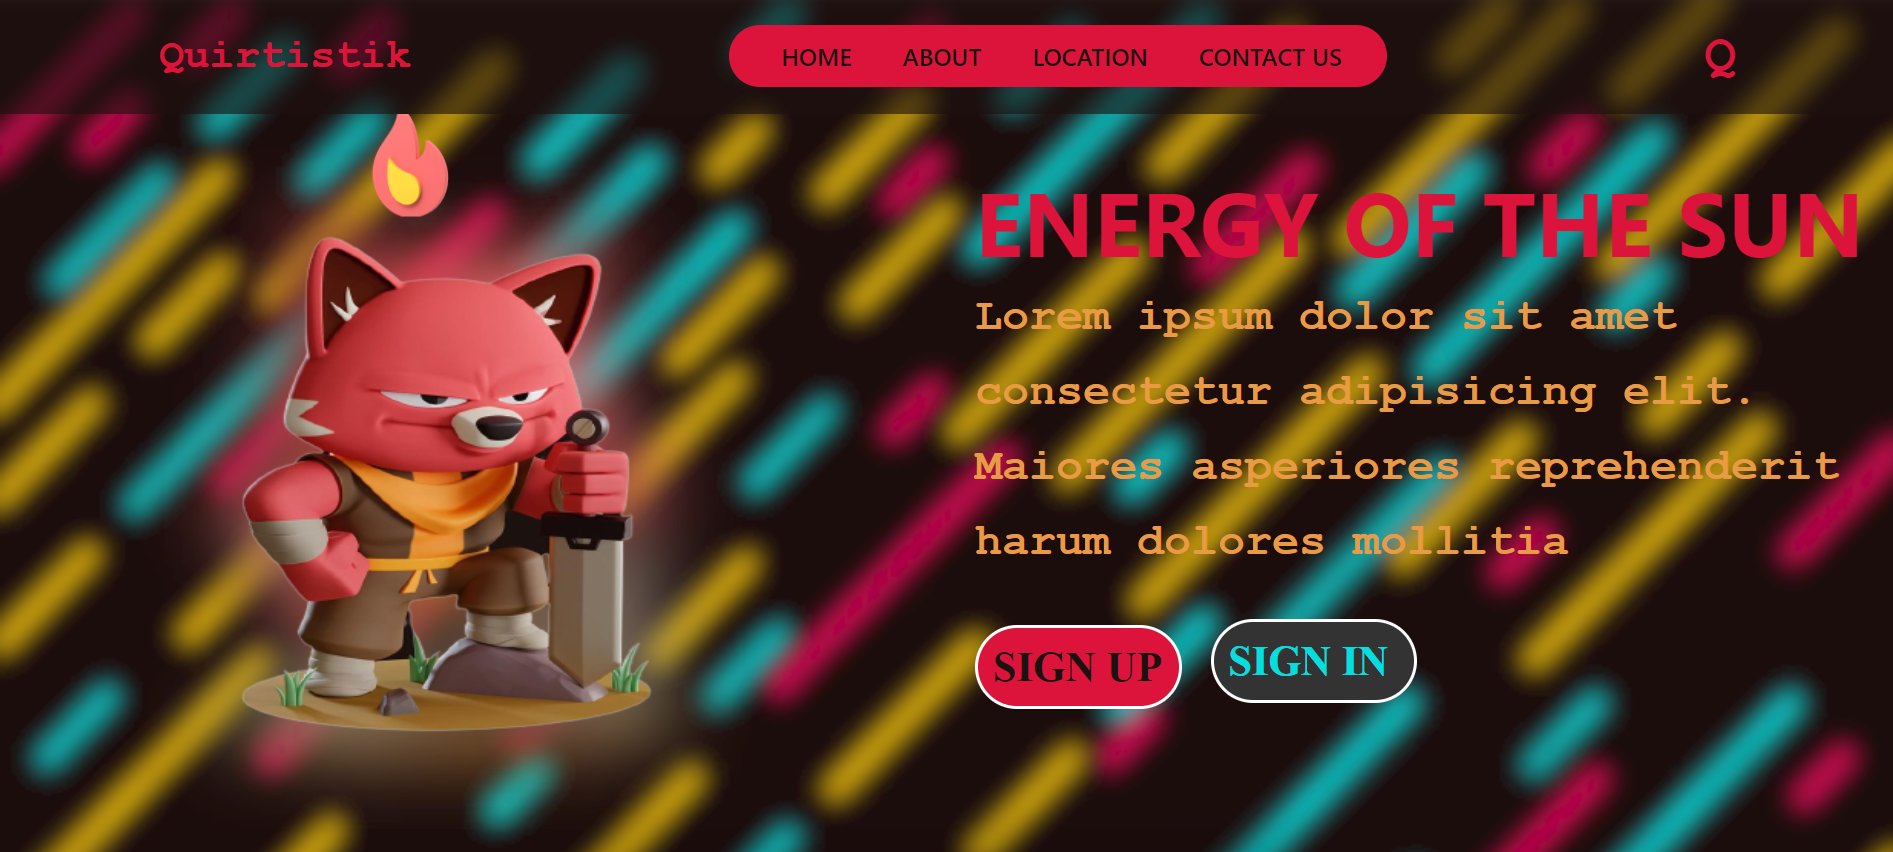 Quirtistik
HOME ABOUT LOCATION CONTACT US
Q
ENERGY OF THE SUN
Lorem ipsum dolor sit amet
consectetur adipisicing elit.
Maiores asperiores reprehenderit
harum dolores mollitia
SIGN UP
SIGN IN